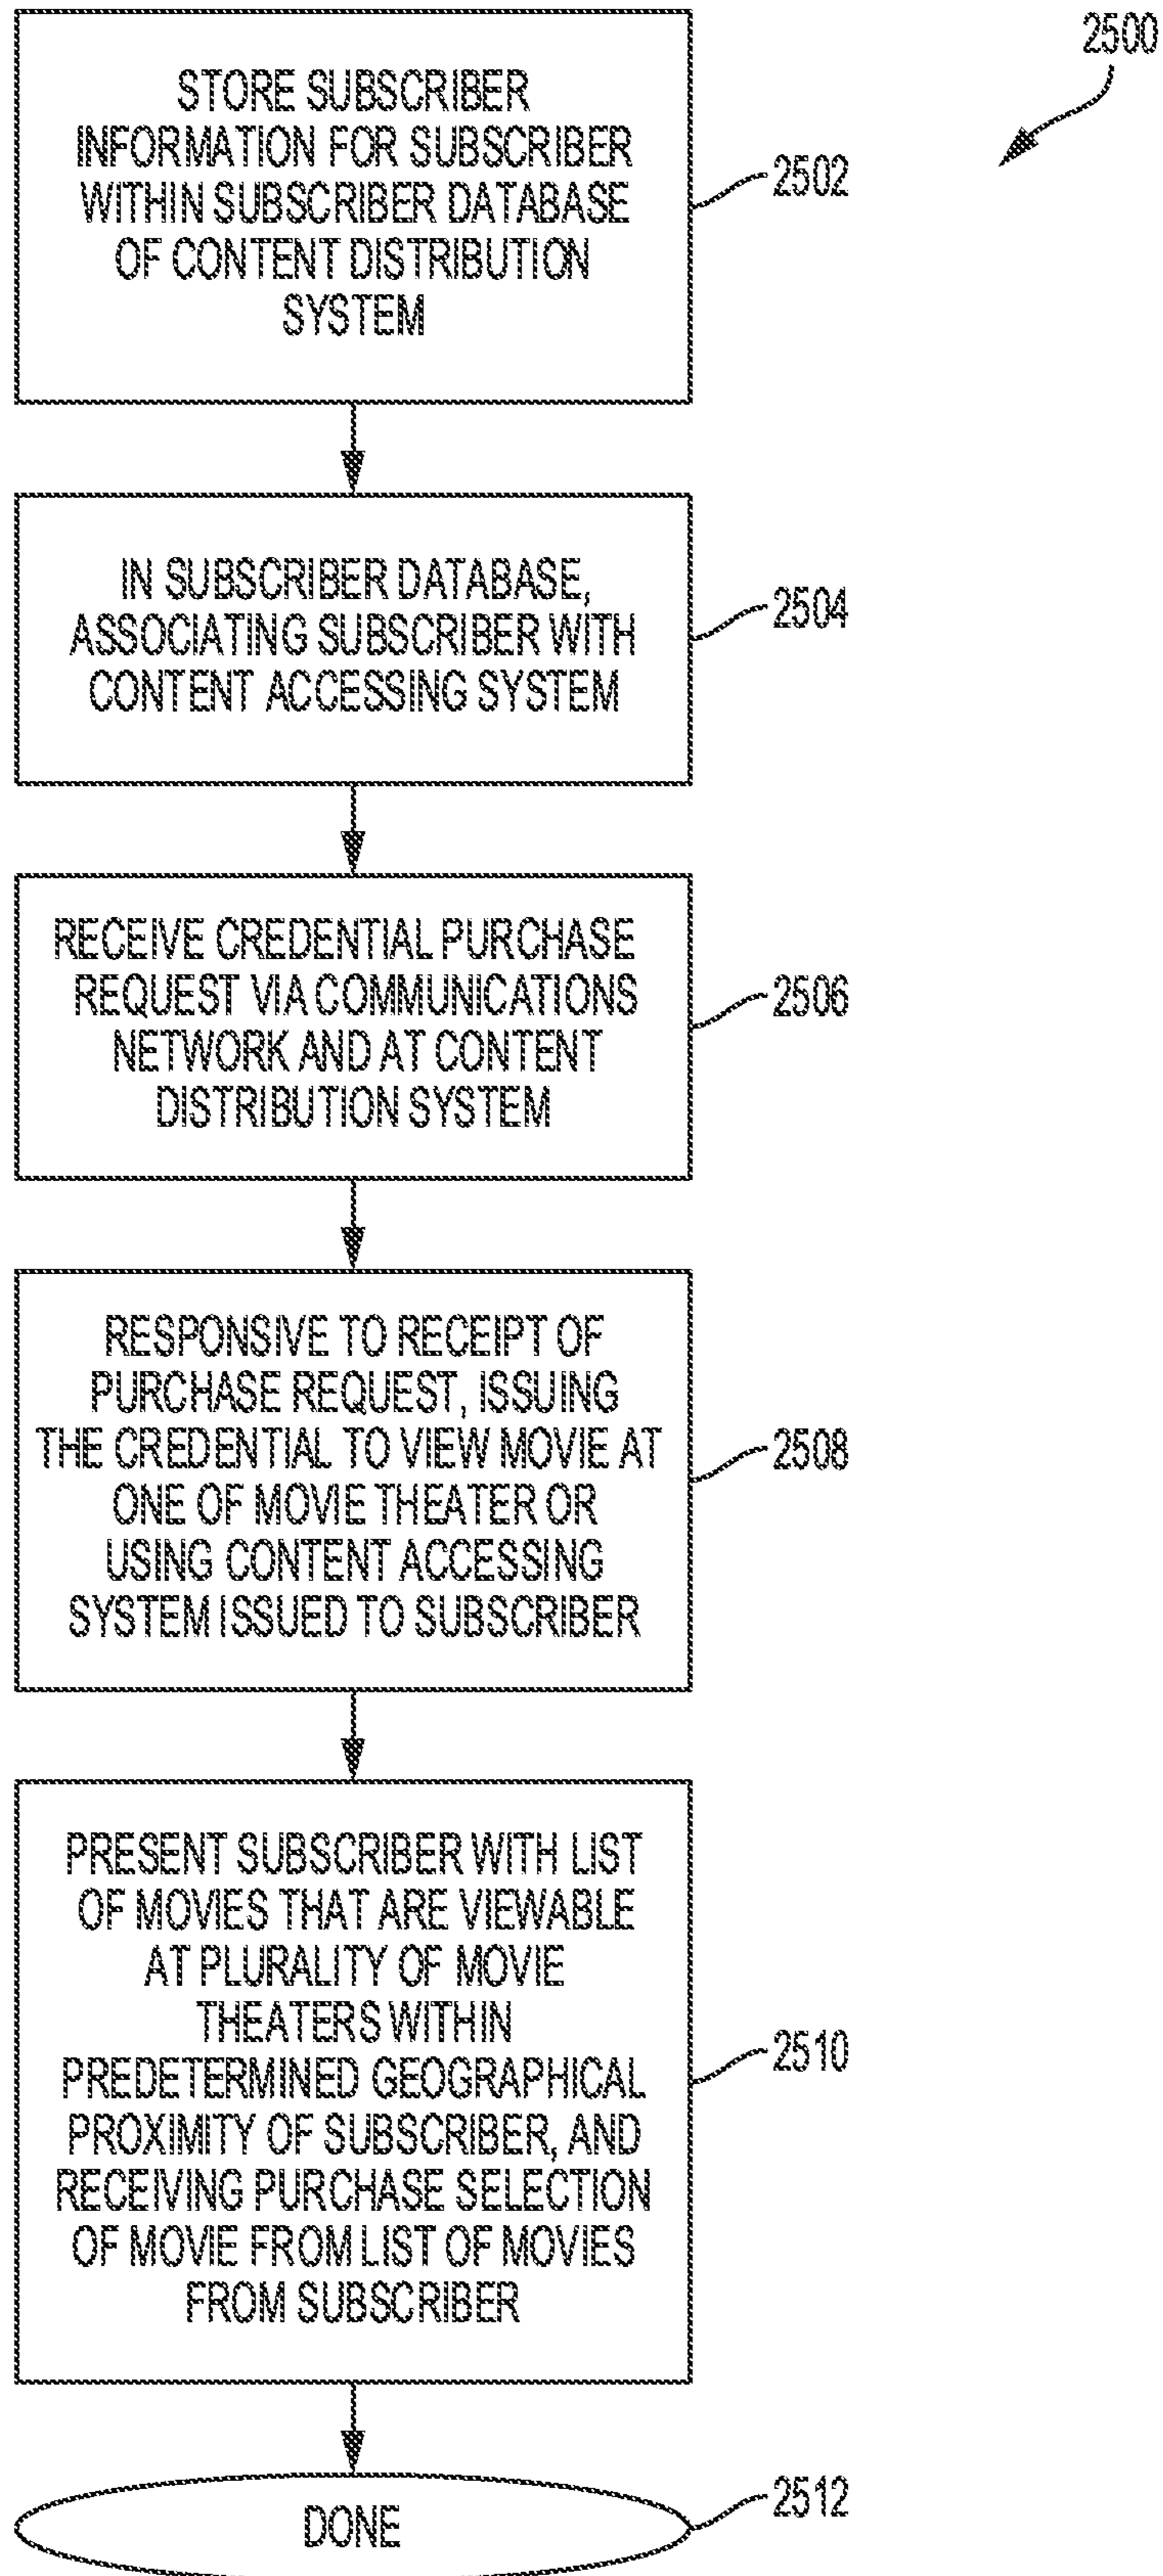 2500
STORE SUBSCRIBER
INFORMATION FOR SUBSCRIBER
WITHIN SUBSCRIBER DATABASE
OF CONTENT DISTRIBUTION
SYSTEM
2502
IN SUBSCRIBER DATABASE,
ASSOCIATING SUBSCRIBER WITH
CONTENT ACCESSING SYSTEM
2504
RECEIVE CREDENTIAL PURCHASE
REQUEST VIA COMMUNICATIONS
NETWORK AND AT CONTENT
DISTRIBUTION SYSTEM
2506
RESPONSIVE TO RECEIPT OF
PURCHASE REQUEST, ISSUING
THE CREDENTIAL TO VIEW MOVIE AT
ONE OF MOVIE THEATER OR
USING CONTENT ACCESSING
SYSTEM ISSUED TO SUBSCRIBER
2508
PRESENT SUBSCRIBER WITH LIST
OF MOVIES THAT ARE VIEWABLE
AT PLURALITY OF MOVIE
THEATERS WITHIN
PREDETERMINED GEOGRAPHICAL
PROXIMITY OF SUBSCRIBER, AND
RECEIVING PURCHASE SELECTION
OF MOVIE FROM LIST OF MOVIES
FROM SUBSCRIBER
2510
DONE
2512